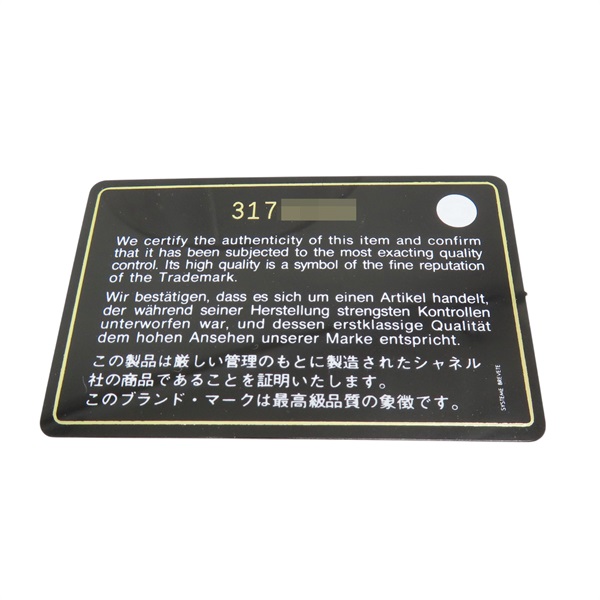 317
We certify the authenticity of this item and confirm
that it has been subjected to the most exacting quality
control. Its high quality is a symbol of the fine reputation
of the Trademark.
Wir bestätigen, dass es sich um einen Artikel handelt,
der während seiner Herstellung strengsten Kontrollen
unterworfen war, und dessen erstklassige Qualität
dem hohen Ansehen unserer Marke entspricht.
この製品は厳しい管理のもとに製造されたシャネル
社の商品であることを証明いたします。
このブランド・マークは最高級品質の象徴です。
SYSTEME BREVETE